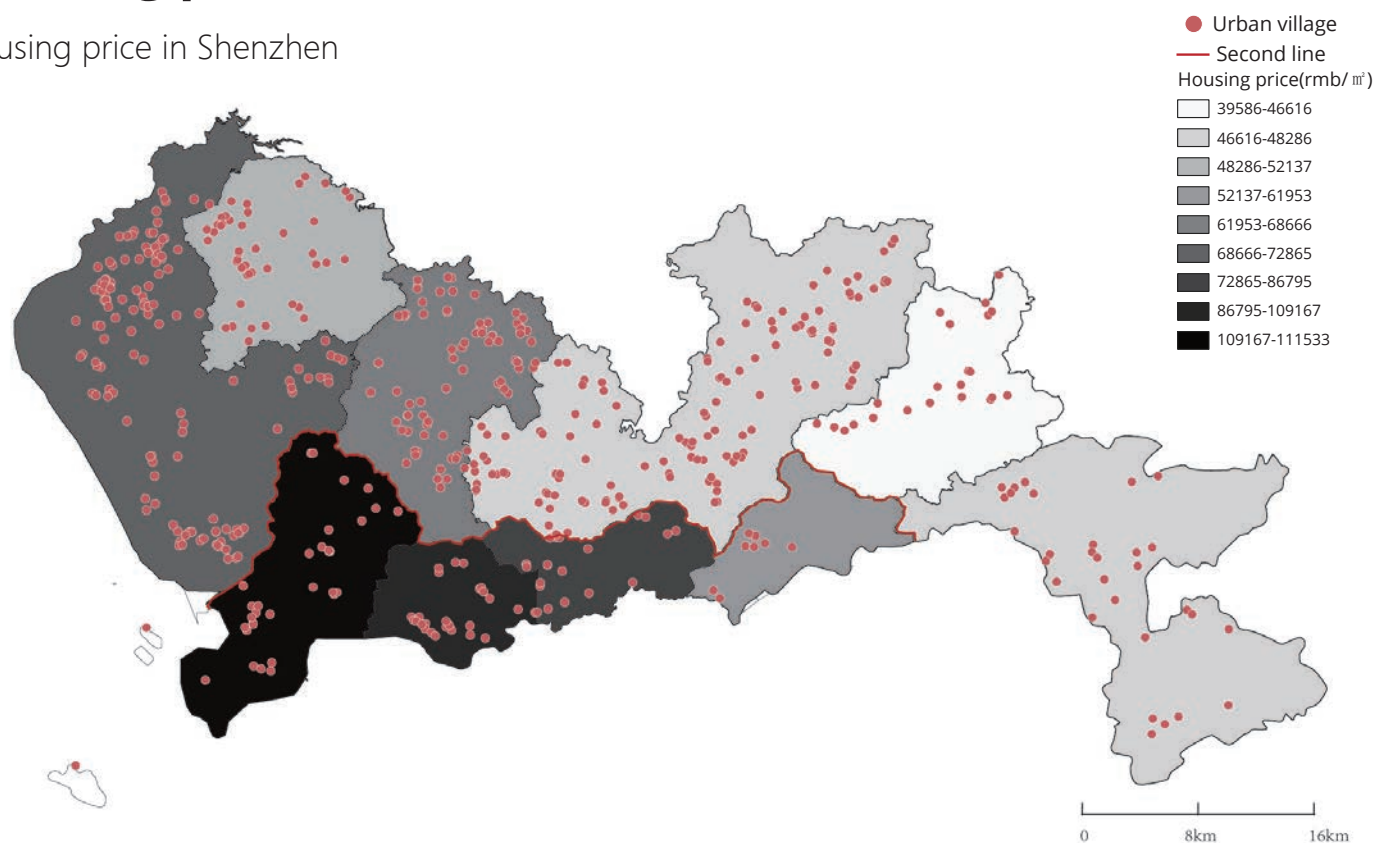 using price in Shenzhen
Urban village
Second line
Housing price(rmb/㎡)
39586-46616
46616-48286
48286-52137
52137-61953
61953-68666
68666-72865
72865-86795
86795-109167
109167-111533
0 8km 16km